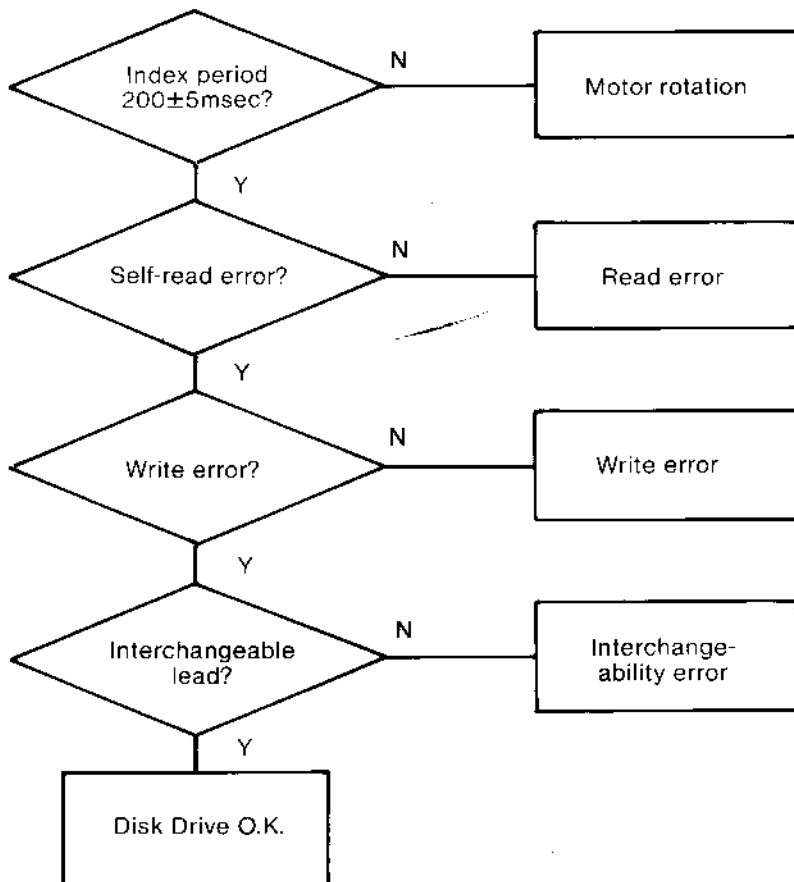 Index period
200±5msec?
N
Motor rotation
Y
Self-read error?
N
Read error
Y
Write error?
N
Write error
Y
Interchangeable
lead?
N
Interchange-
ability error
Y
Disk Drive O.K.